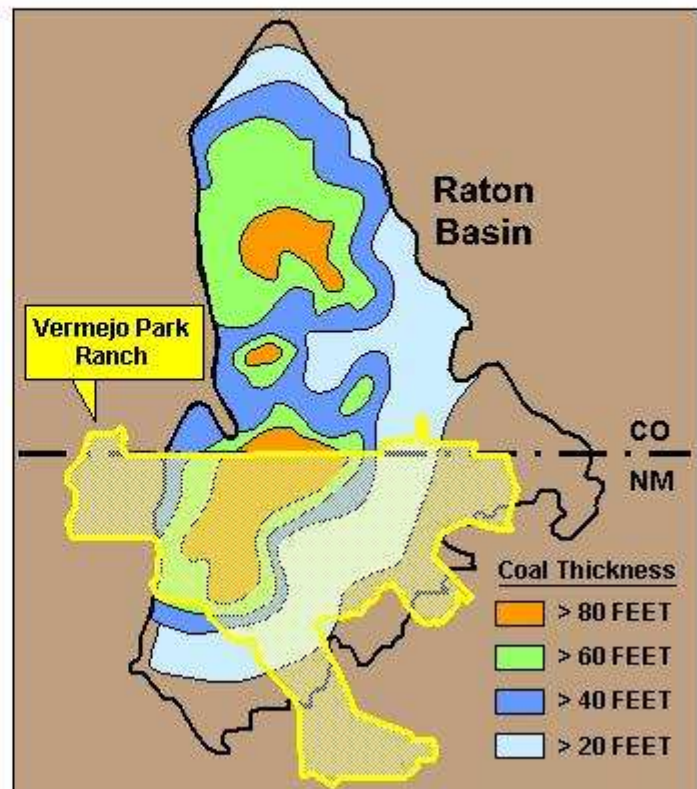 Raton
Basin
Vermejo Park
Ranch
CO
NM
Coal Thickness
> 80 FEET
> 60 FEET
> 40 FEET
> 20 FEET